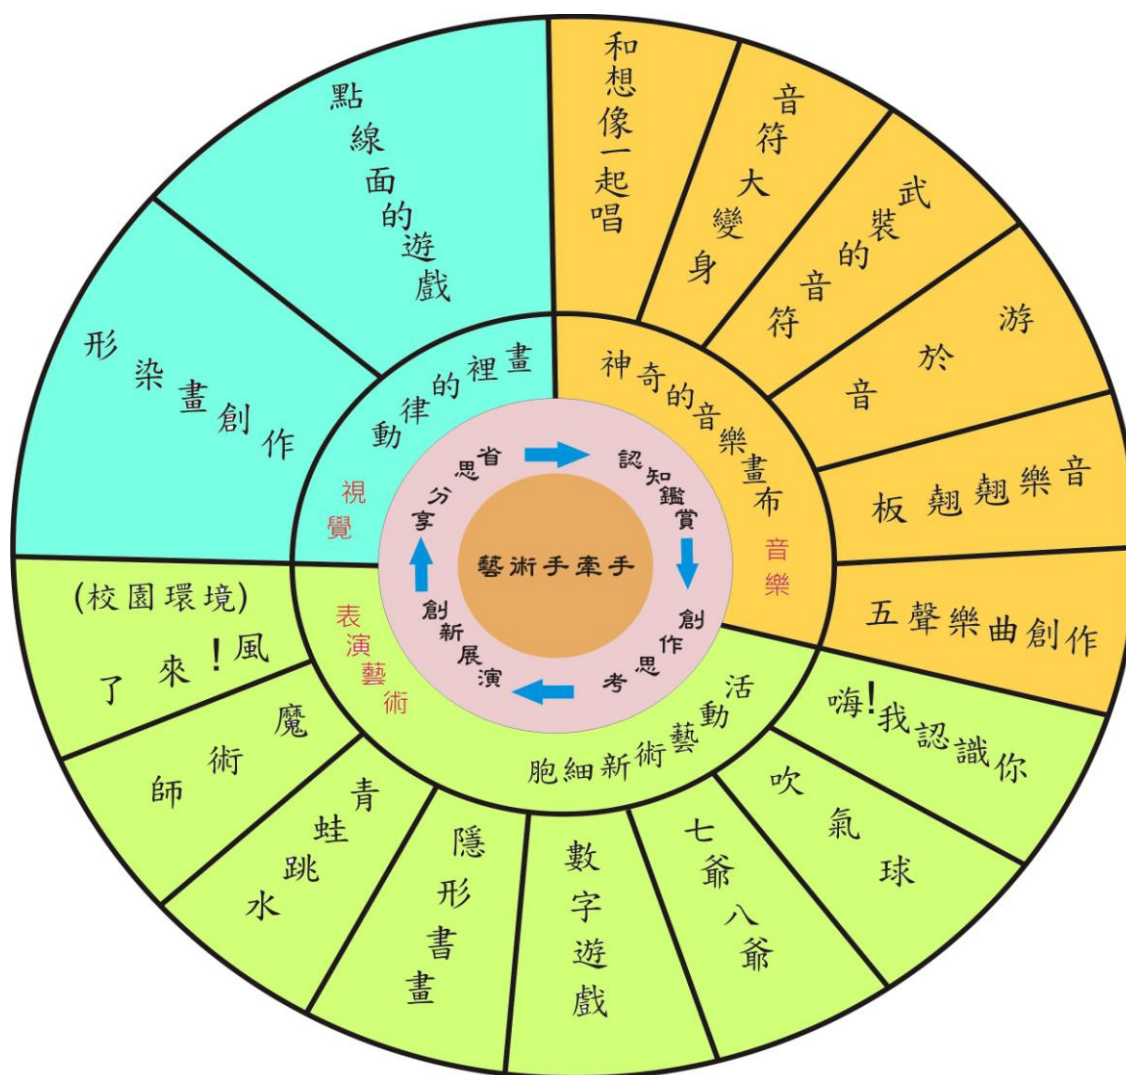 藝術手牽手
認知鑑賞
創作思考
創新展演
分享省思
神奇的音樂畫布
音樂
和想像一起唱
音符大變身
武裝的音符
游於音
音樂翹翹板
五聲樂曲創作
活動藝術新細胞
表演藝術
嗨!我認識你
吹氣球
七爺八爺
數字遊戲
隱形書畫
青蛙跳水
魔術師
(校園環境)
風!來了
畫裡的律動
視覺
形染畫創作
點線面的遊戲